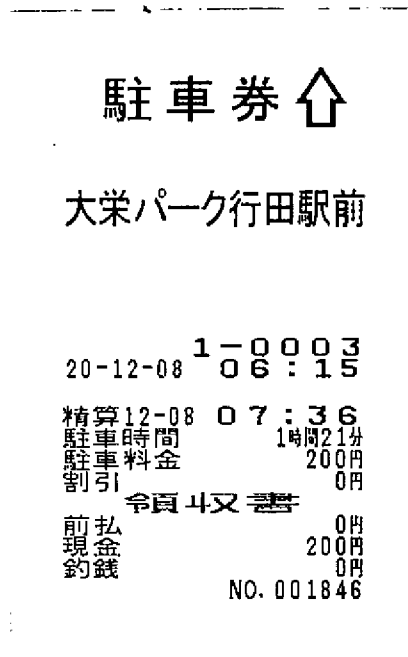 駐車券⇧
大栄パーク行田駅前
1-0003
20-12-08 06:15
精算12-08 07:36
駐車時間 1時間21分
駐車料金 200円
割引 0円
領収書
前払 0円
現金 200円
釣銭 0円
NO.001846